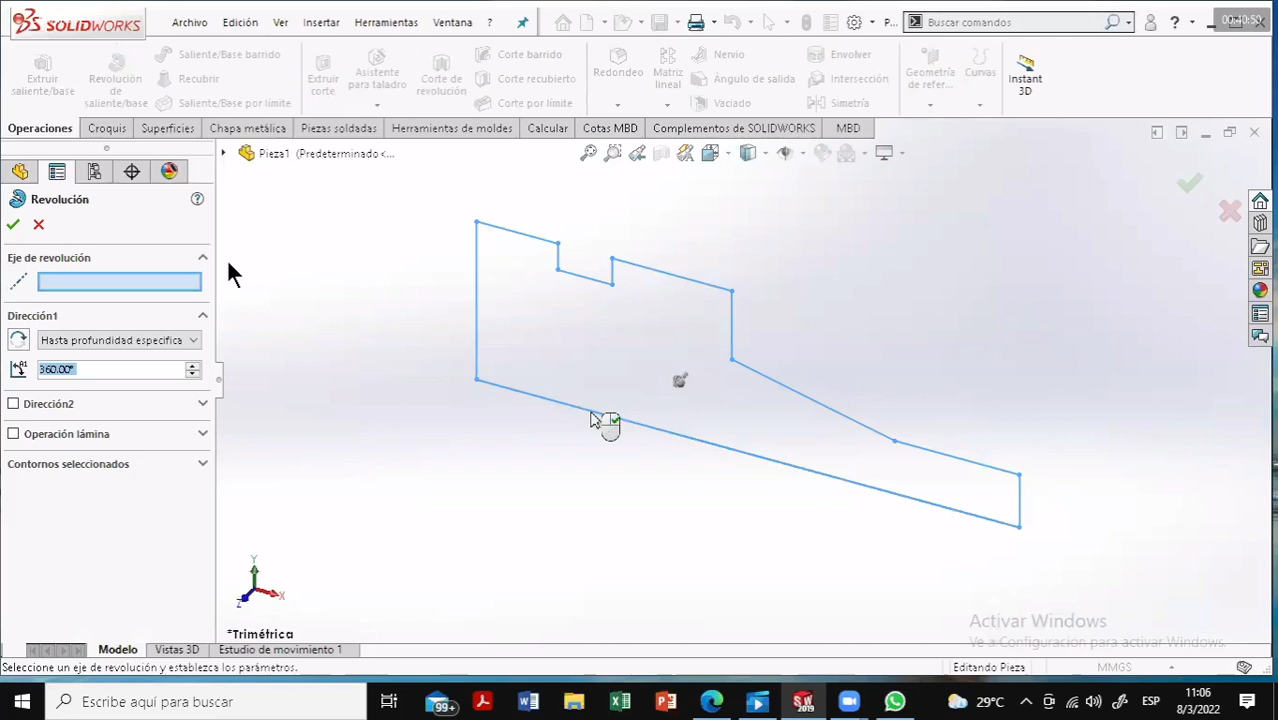 SOLIDWORKS
Archivo Edición Ver Insertar Herramientas Ventana ?
P...
Buscar comandos
?
00:40:50
Extruir saliente/base
Revolución de saliente/base
Saliente/Base barrido
Recubrir
Saliente/Base por límite
Extruir corte
Asistente para taladro
Corte de revolución
Corte barrido
Corte recubierto
Corte por límite
Redondeo
Matriz lineal
Nervio
Ángulo de salida
Vaciado
Envolver
Intersección
Simetría
Geometría de refer...
Curvas
Instant 3D
Operaciones Croquis Superficies Chapa metálica Piezas soldadas Herramientas de moldes Calcular Cotas MBD Complementos de SOLIDWORKS MBD
Pieza1 (Predeterminado<...
Revolución
?
Eje de revolución
Dirección1
Hasta profundidad especifica
360.00°
Dirección2
Operación lámina
Contornos seleccionados
Y
X
Z
*Trimétrica
Activar Windows
Ve a Configuración para activar Windows.
Modelo Vistas 3D Estudio de movimiento 1
Seleccione un eje de revolución y establezca los parámetros.
Editando Pieza
MMGS
Escribe aquí para buscar
99+
SW
2019
29°C
ESP
11:06
8/3/2022